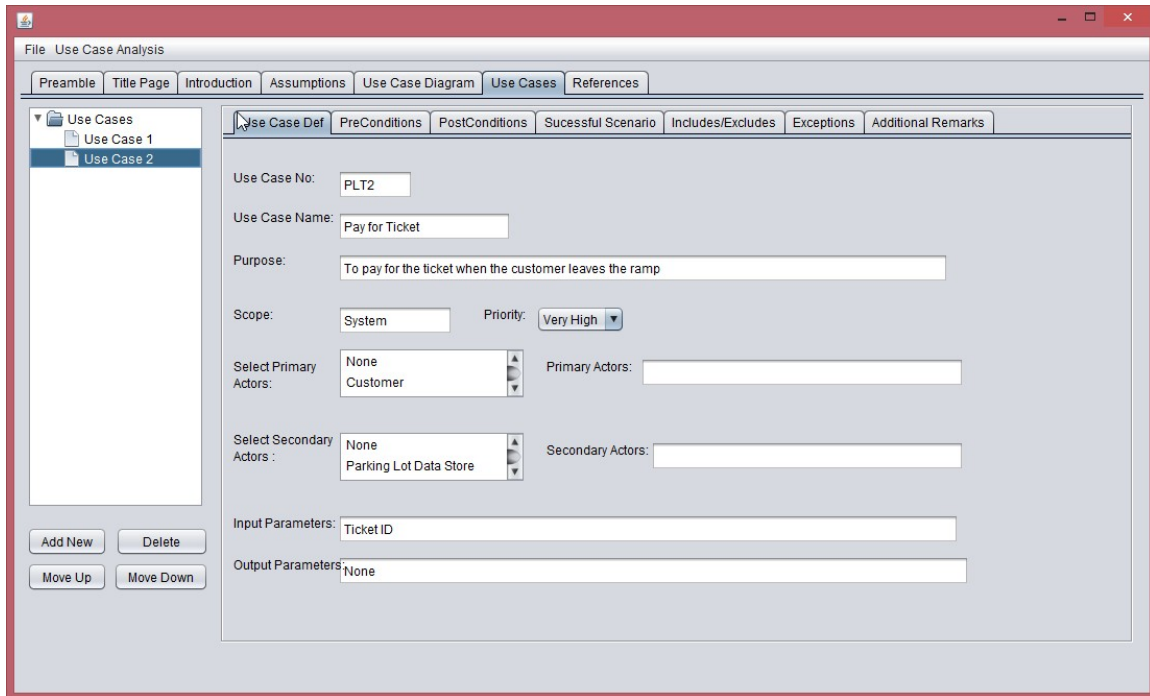 File Use Case Analysis
Preamble Title Page Introduction Assumptions Use Case Diagram Use Cases References
Use Cases
Use Case 1
Use Case 2
Add New Delete
Move Up Move Down
Use Case Def PreConditions PostConditions Sucessful Scenario Includes/Excludes Exceptions Additional Remarks
Use Case No: PLT2
Use Case Name: Pay for Ticket
Purpose: To pay for the ticket when the customer leaves the ramp
Scope: System Priority: Very High
Select Primary Actors: None Customer Primary Actors:
Select Secondary Actors : None Parking Lot Data Store Secondary Actors:
Input Parameters: Ticket ID
Output Parameters: None